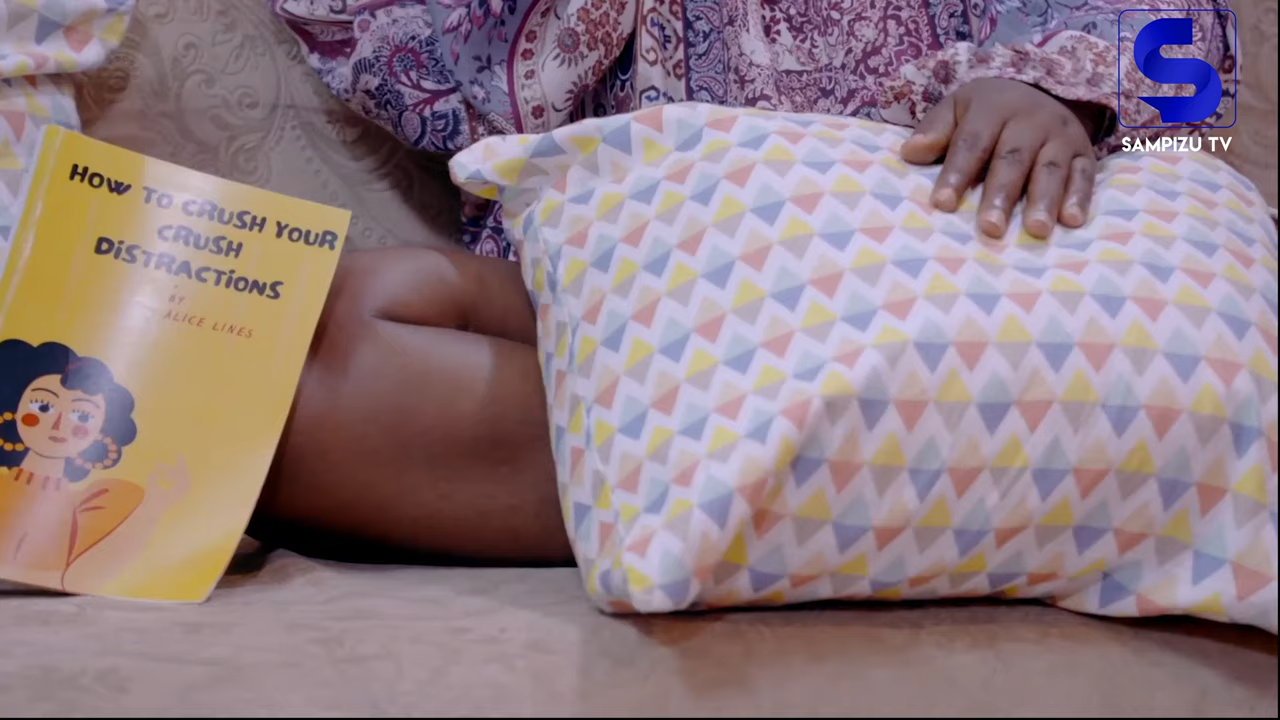 HOW TO CRUSH YOUR
CRUSH
DISTRACTIONS
BY
ALICE LINES
SAMPIZU TV